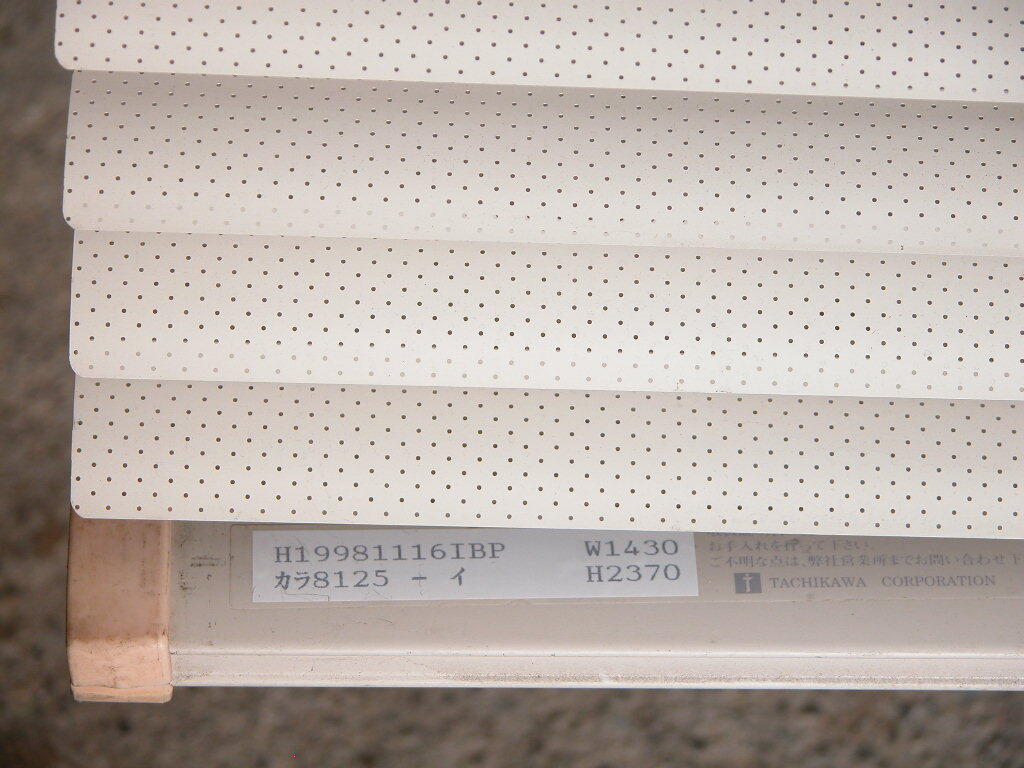 H19981116IBP W1430
カラ8125 - イ H2370
お手入れを行って下さい。
ご不明な点は、弊社営業所までお問い合わせ下
TACHIKAWA CORPORATION